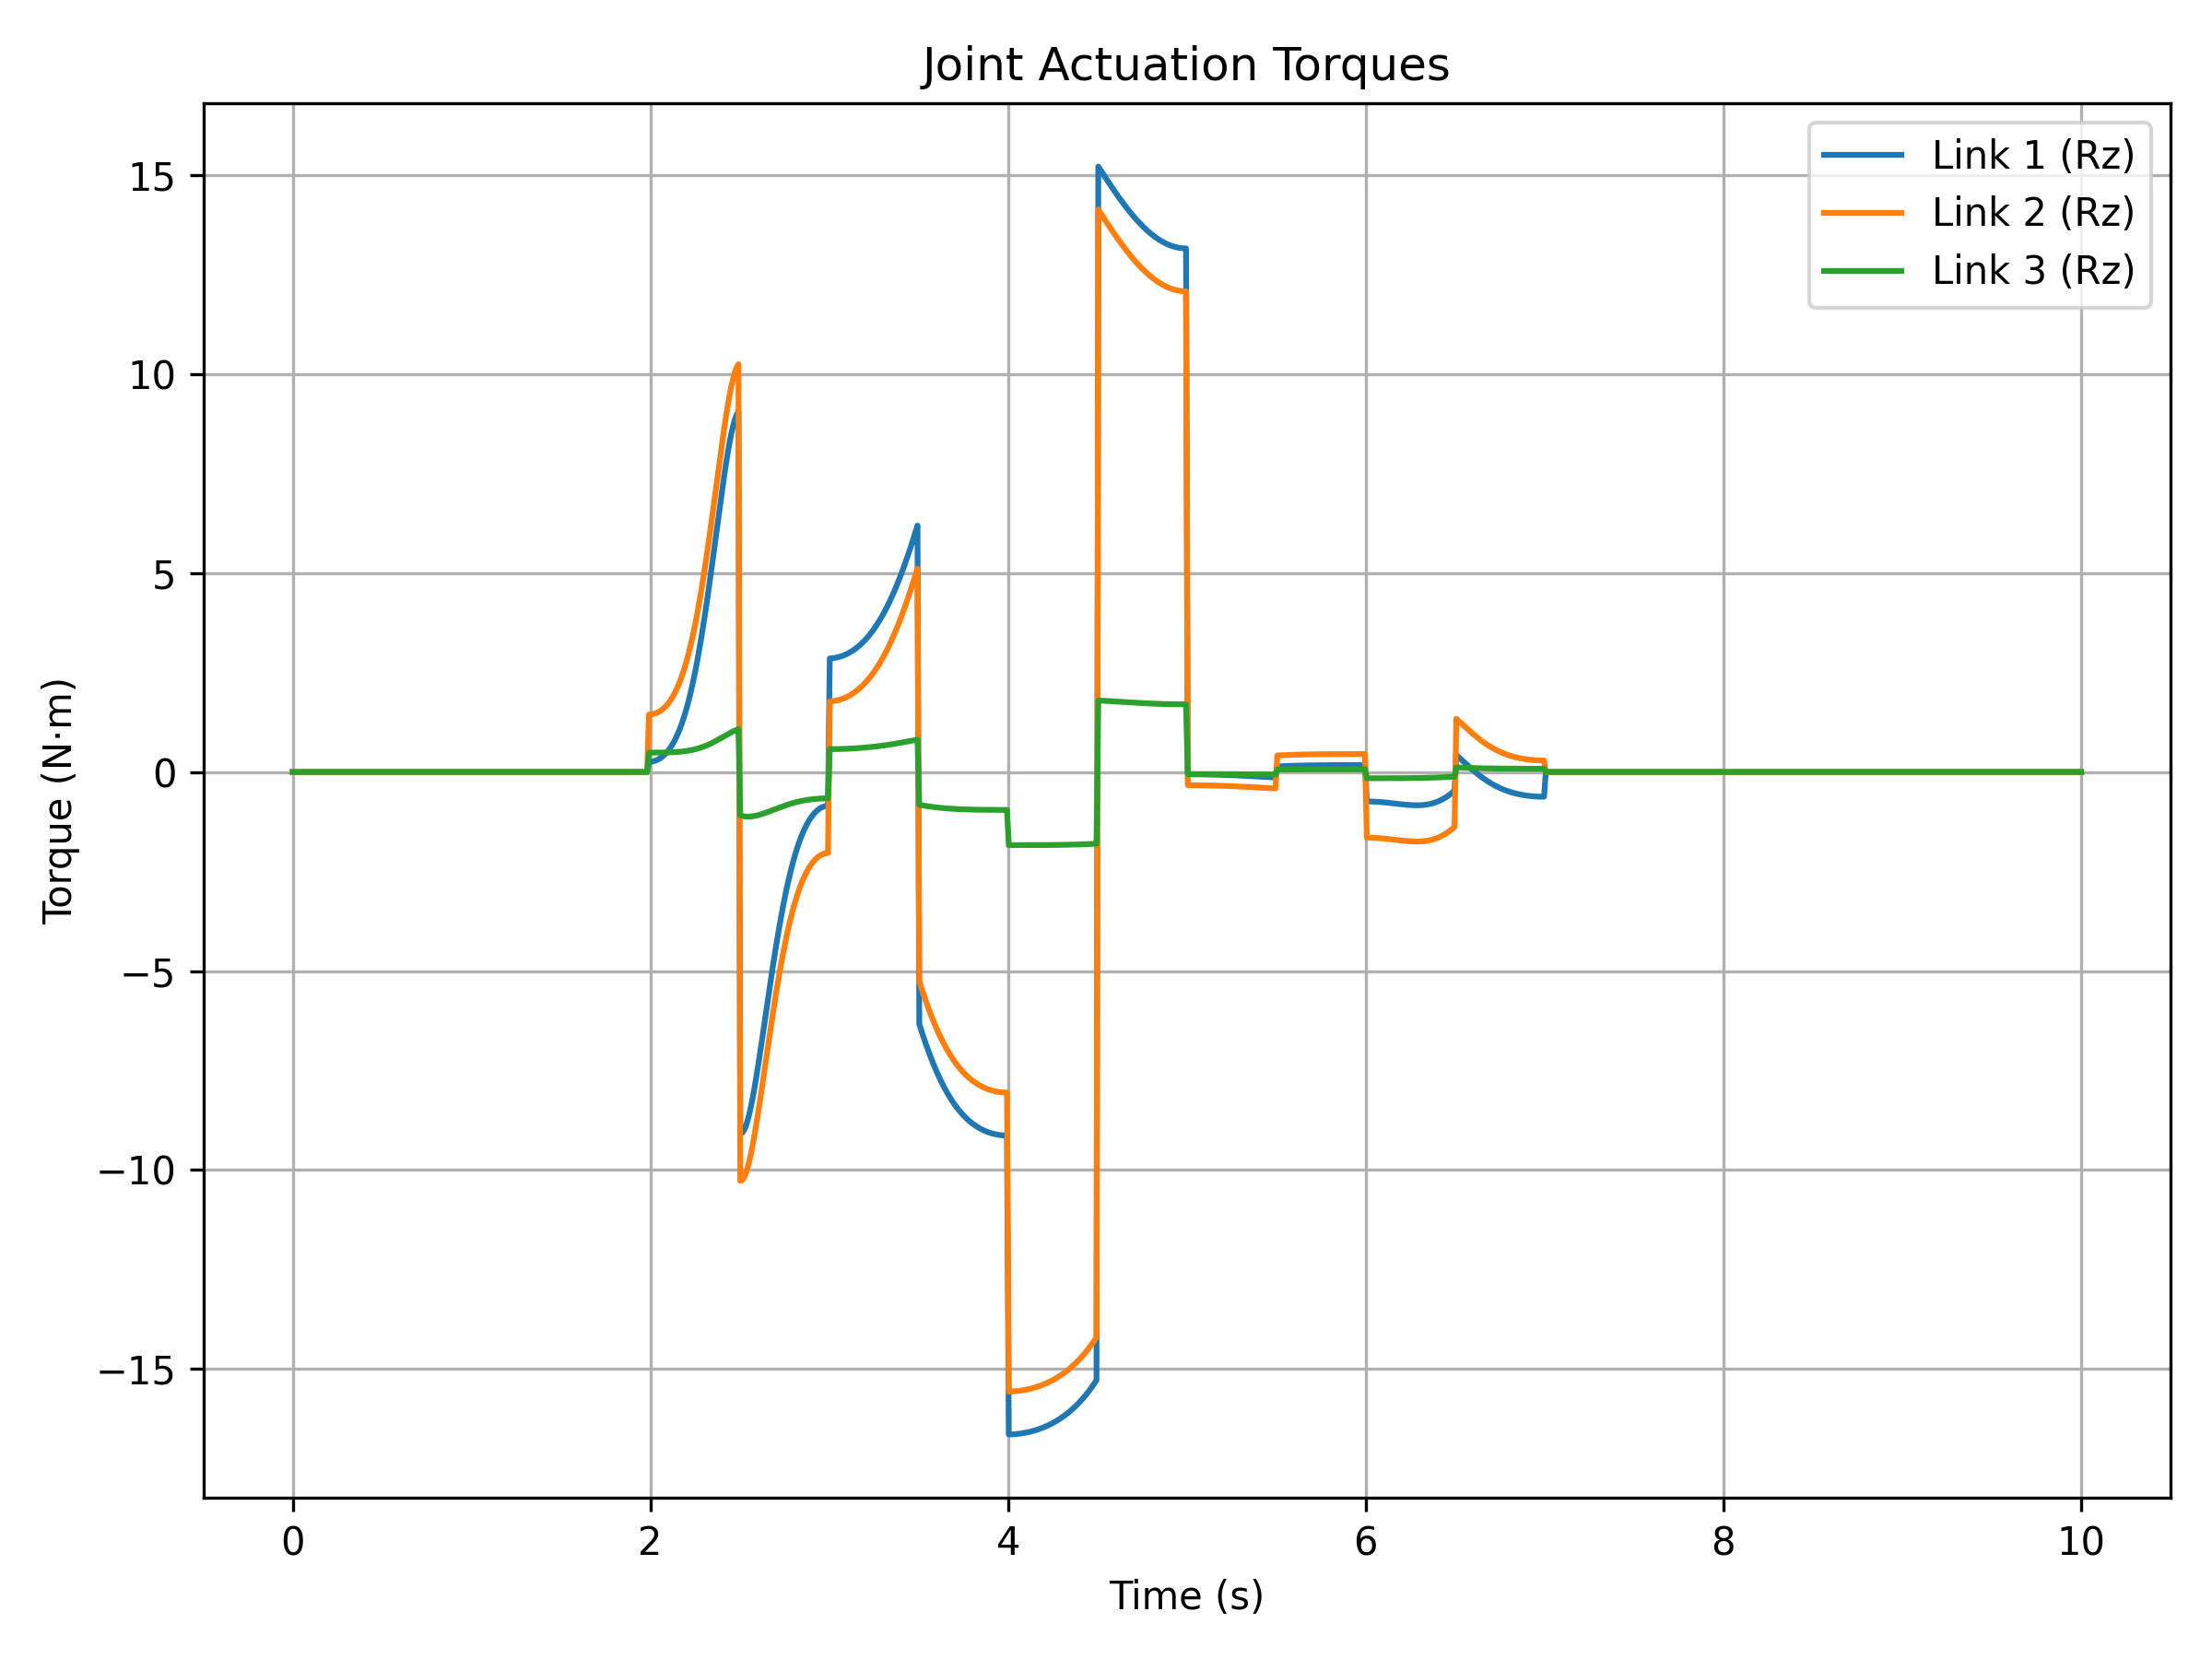 Joint Actuation Torques
Link 1 (Rz)
Link 2 (Rz)
Link 3 (Rz)
15
10
5
0
−5
−10
−15
Torque (N·m)
0 2 4 6 8 10
Time (s)